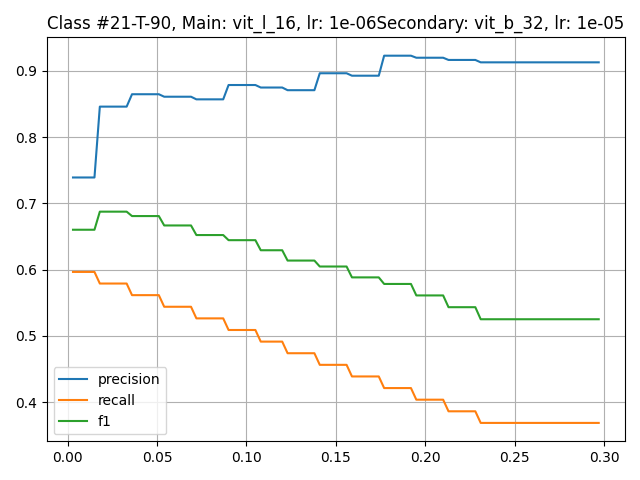 Class #21-T-90, Main: vit_l_16, lr: 1e-06Secondary: vit_b_32, lr: 1e-05
0.9
0.8
0.7
0.6
0.5
0.4
precision
recall
f1
0.00 0.05 0.10 0.15 0.20 0.25 0.30